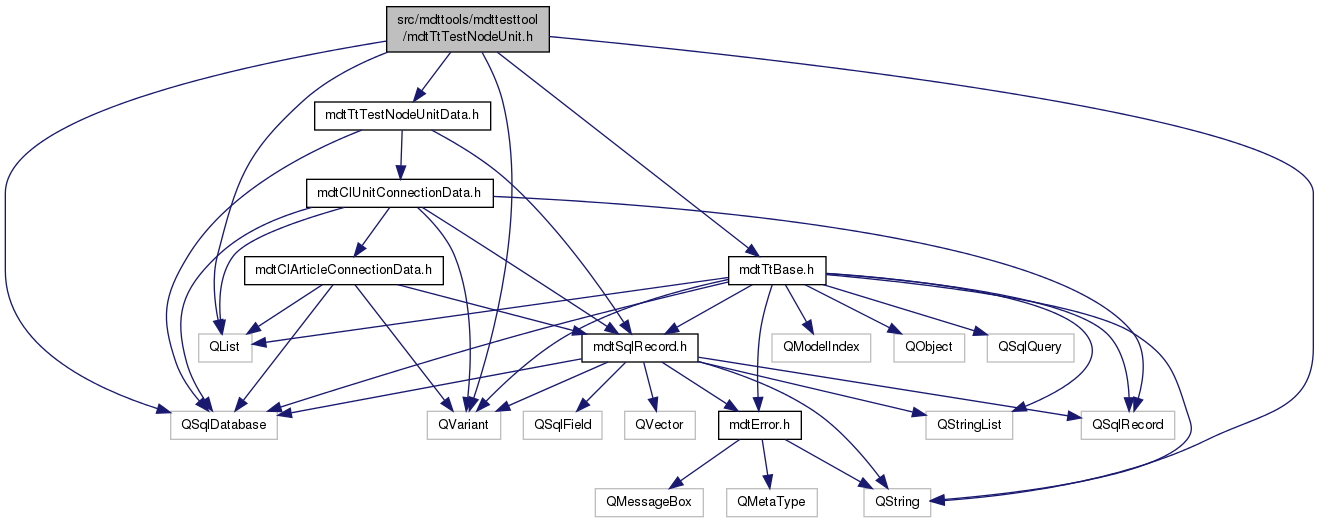 src/mdttools/mdttesttool
/mdtTtTestNodeUnit.h
mdtTtTestNodeUnitData.h
mdtClUnitConnectionData.h
mdtClArticleConnectionData.h
mdtTtBase.h
QList
mdtSqlRecord.h
QModelIndex
QObject
QSqlQuery
QSqlDatabase
QVariant
QSqlField
QVector
mdtError.h
QStringList
QSqlRecord
QMessageBox
QMetaType
QString